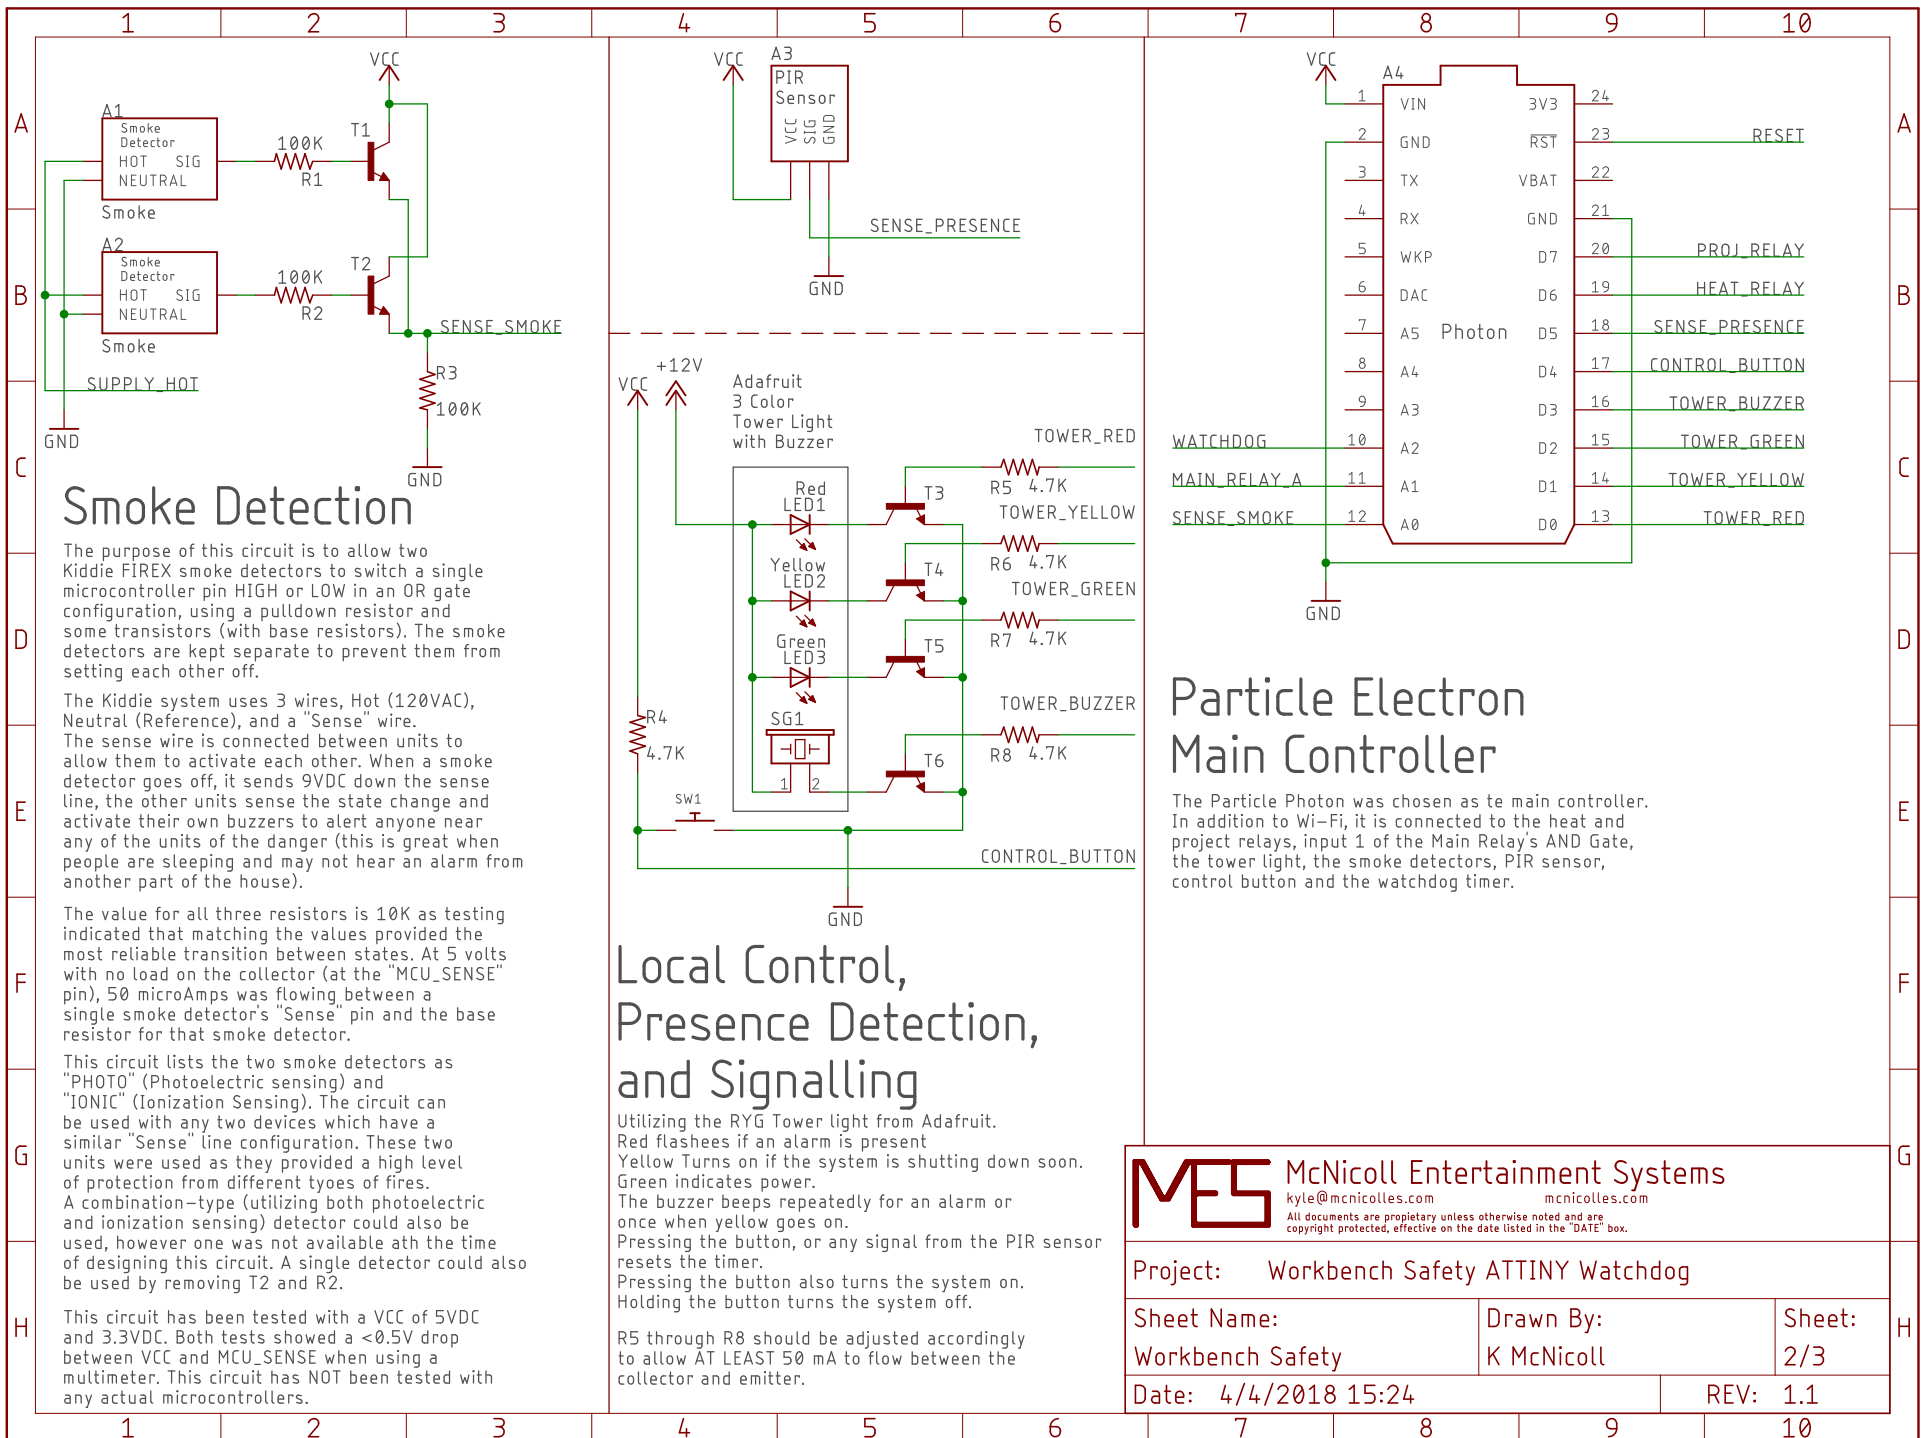 1 2 3 4 5 6 7 8 9 10
A
B
C
D
E
F
G
H
VCC
A1
Smoke
Detector
HOT SIG
NEUTRAL
Smoke
100K
R1
T1
A2
Smoke
Detector
HOT SIG
NEUTRAL
Smoke
100K
R2
T2
SENSE_SMOKE
SUPPLY_HOT
GND
R3
100K
GND
Smoke Detection
The purpose of this circuit is to allow two
Kiddie FIREX smoke detectors to switch a single
microcontroller pin HIGH or LOW in an OR gate
configuration, using a pulldown resistor and
some transistors (with base resistors). The smoke
detectors are kept separate to prevent them from
setting each other off.
The Kiddie system uses 3 wires, Hot (120VAC),
Neutral (Reference), and a "Sense" wire.
The sense wire is connected between units to
allow them to activate each other. When a smoke
detector goes off, it sends 9VDC down the sense
line, the other units sense the state change and
activate their own buzzers to alert anyone near
any of the units of the danger (this is great when
people are sleeping and may not hear an alarm from
another part of the house).
The value for all three resistors is 10K as testing
indicated that matching the values provided the
most reliable transition between states. At 5 volts
with no load on the collector (at the "MCU_SENSE"
pin), 50 microAmps was flowing between a
single smoke detector's "Sense" pin and the base
resistor for that smoke detector.
This circuit lists the two smoke detectors as
"PHOTO" (Photoelectric sensing) and
"IONIC" (Ionization Sensing). The circuit can
be used with any two devices which have a
similar "Sense" line configuration. These two
units were used as they provided a high level
of protection from different tyoes of fires.
A combination-type (utilizing both photoelectric
and ionization sensing) detector could also be
used, however one was not available ath the time
of designing this circuit. A single detector could also
be used by removing T2 and R2.
This circuit has been tested with a VCC of 5VDC
and 3.3VDC. Both tests showed a <0.5V drop
between VCC and MCU_SENSE when using a
multimeter. This circuit has NOT been tested with
any actual microcontrollers.
VCC
A3
PIR
Sensor
VCC
SIG
GND
SENSE_PRESENCE
GND
VCC
+12V
Adafruit
3 Color
Tower Light
with Buzzer
Red
LED1
Yellow
LED2
Green
LED3
SG1
1 2
T3
T4
T5
T6
TOWER_RED
R5 4.7K
TOWER_YELLOW
R6 4.7K
TOWER_GREEN
R7 4.7K
TOWER_BUZZER
R8 4.7K
R4
4.7K
SW1
CONTROL_BUTTON
GND
Local Control,
Presence Detection,
and Signalling
Utilizing the RYG Tower light from Adafruit.
Red flashees if an alarm is present
Yellow Turns on if the system is shutting down soon.
Green indicates power.
The buzzer beeps repeatedly for an alarm or
once when yellow goes on.
Pressing the button, or any signal from the PIR sensor
resets the timer.
Pressing the button also turns the system on.
Holding the button turns the system off.
R5 through R8 should be adjusted accordingly
to allow AT LEAST 50 mA to flow between the
collector and emitter.
VCC
A4
Photon
1 VIN 3V3 24
2 GND RST 23 RESET
3 TX VBAT 22
4 RX GND 21
5 WKP D7 20 PROJ_RELAY
6 DAC D6 19 HEAT_RELAY
7 A5 D5 18 SENSE_PRESENCE
8 A4 D4 17 CONTROL_BUTTON
9 A3 D3 16 TOWER_BUZZER
WATCHDOG 10 A2 D2 15 TOWER_GREEN
MAIN_RELAY_A 11 A1 D1 14 TOWER_YELLOW
SENSE_SMOKE 12 A0 D0 13 TOWER_RED
GND
Particle Electron
Main Controller
The Particle Photon was chosen as te main controller.
In addition to Wi-Fi, it is connected to the heat and
project relays, input 1 of the Main Relay's AND Gate,
the tower light, the smoke detectors, PIR sensor,
control button and the watchdog timer.
MES
McNicoll Entertainment Systems
kyle@mcnicolles.com mcnicolles.com
All documents are propietary unless otherwise noted and are
copyright protected, effective on the date listed in the "DATE" box.
Project: Workbench Safety ATTINY Watchdog
Sheet Name:
Workbench Safety
Drawn By:
K McNicoll
Sheet:
2/3
Date: 4/4/2018 15:24
REV: 1.1
A
B
C
D
E
F
G
H
1 2 3 4 5 6 7 8 9 10